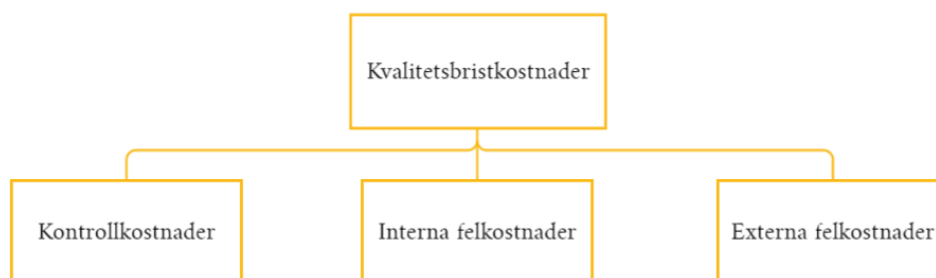 Kvalitetsbristkostnader
Kontrollkostnader
Interna felkostnader
Externa felkostnader